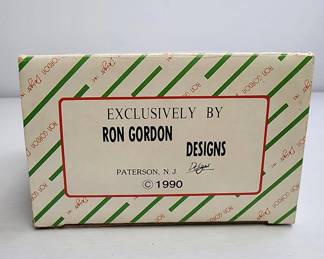 EXCLUSIVELY BY
RON GORDON
DESIGNS
PATERSON, N. J.
© 1990